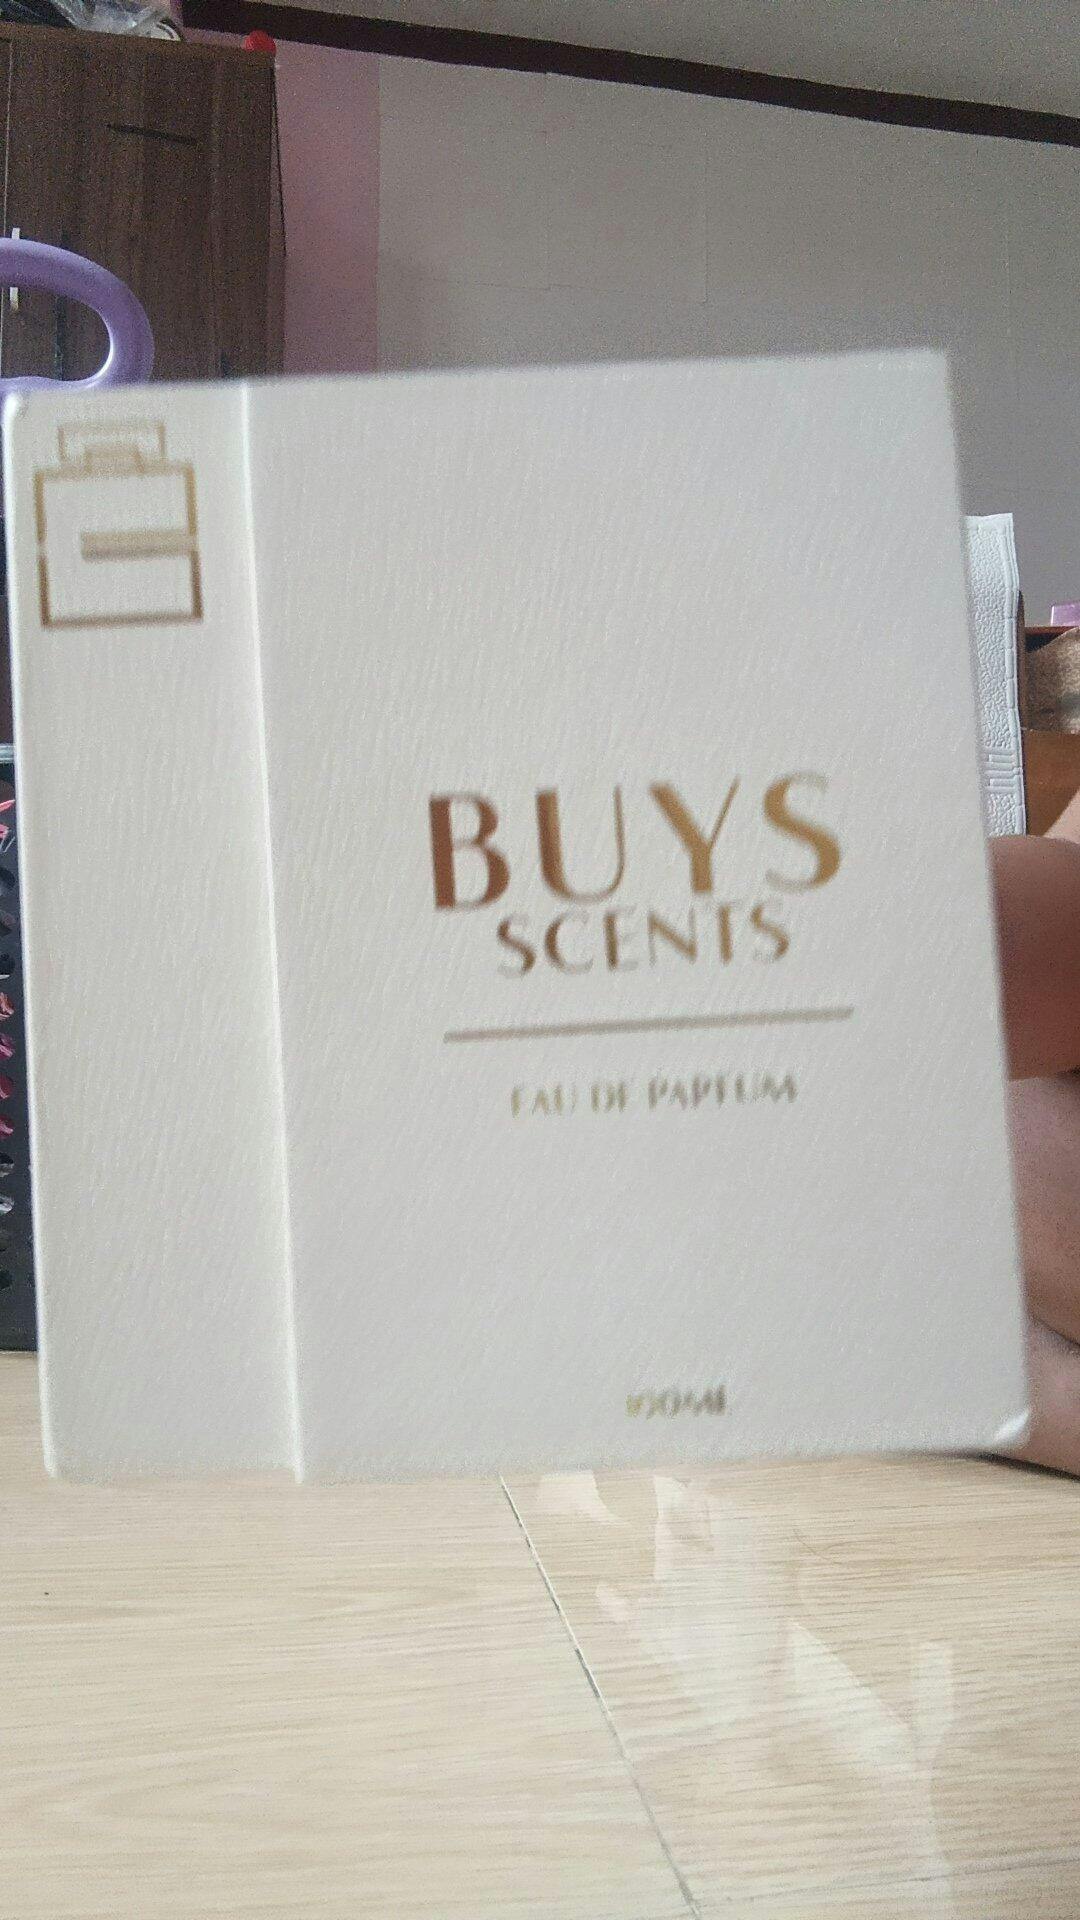 BUYS
SCENTS
EAU DE PARFUM
100ML